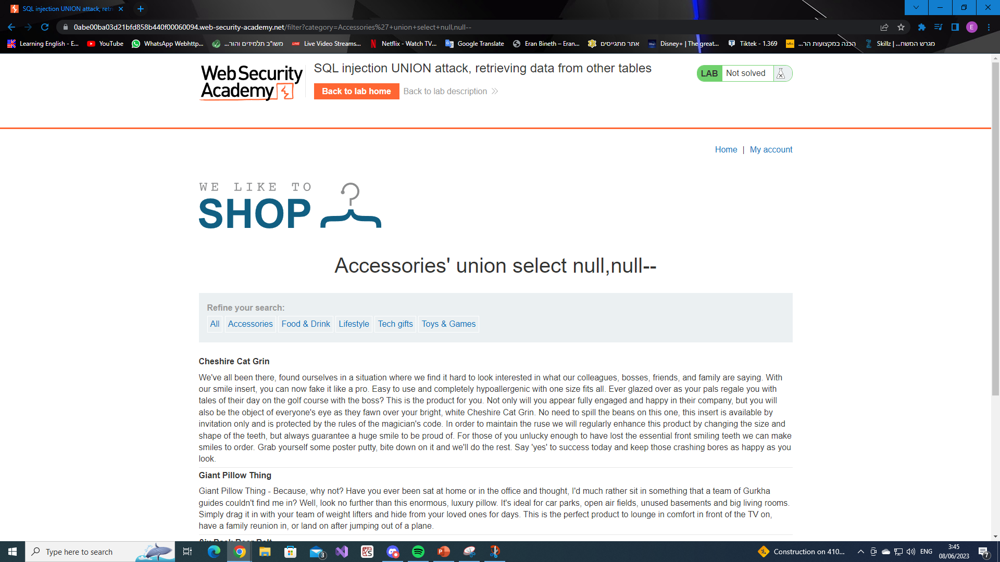 SQL injection UNION attack, retri
0abe00ba03d21bfd858b440f00060094.web-security-academy.net/filter?category=Accessories%27+union+select+null,null--
E
Learning English - E...
YouTube
WhatsApp Webhttp...
משו"ב תלמידים והור...
LIVE
Live Video Streams...
Netflix - Watch TV...
Google Translate
Eran Bineth – Eran...
אתר מתגייסים
Disney+ | The great...
Tiktek - 1.369
הכנה במקצועות הר...
Skillz | מגרש המשח...
Web Security
Academy
SQL injection UNION attack, retrieving data from other tables
Back to lab home
Back to lab description
LAB
Not solved
Home | My account
WE LIKE TO
SHOP
Accessories' union select null,null--
Refine your search:
All
Accessories
Food & Drink
Lifestyle
Tech gifts
Toys & Games
Cheshire Cat Grin
We've all been there, found ourselves in a situation where we find it hard to look interested in what our colleagues, bosses, friends, and family are saying. With
our smile insert, you can now fake it like a pro. Easy to use and completely hypoallergenic with one size fits all. Ever glazed over as your pals regale you with
tales of their day on the golf course with the boss? This is the product for you. Not only will you appear fully engaged and happy in their company, but you will
also be the object of everyone's eye as they fawn over your bright, white Cheshire Cat Grin. No need to spill the beans on this one, this insert is available by
invitation only and is protected by the rules of the magician's code. In order to maintain the ruse we will regularly enhance this product by changing the size and
shape of the teeth, but always guarantee a huge smile to be proud of. For those of you unlucky enough to have lost the essential front smiling teeth we can make
smiles to order. Grab yourself some poster putty, bite down on it and we'll do the rest. Say 'yes' to success today and keep those crashing bores as happy as you
look.
Giant Pillow Thing
Giant Pillow Thing - Because, why not? Have you ever been sat at home or in the office and thought, I'd much rather sit in something that a team of Gurkha
guides couldn't find me in? Well, look no further than this enormous, luxury pillow. It's ideal for car parks, open air fields, unused basements and big living rooms.
Simply drag it in with your team of weight lifters and hide from your loved ones for days. This is the perfect product to lounge in comfort in front of the TV on,
have a family reunion in, or land on after jumping out of a plane.
Type here to search
3
Construction on 410...
ENG
3:45
08/06/2023
7